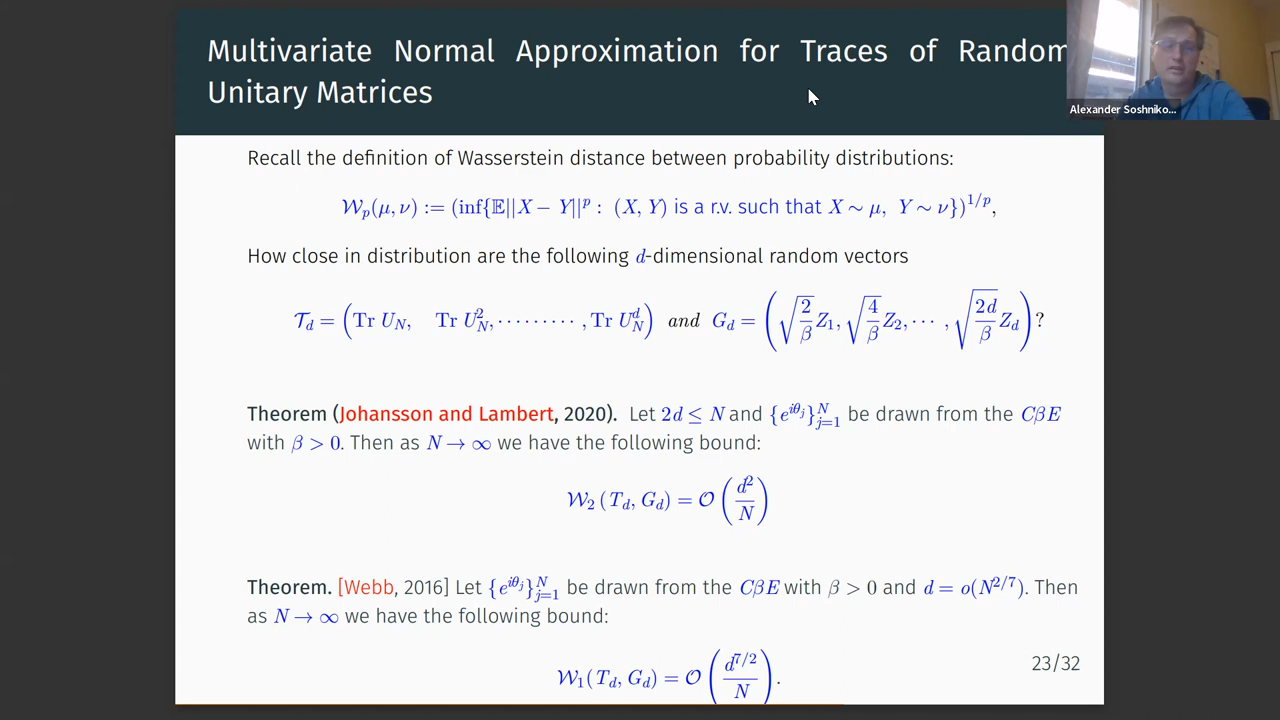 Multivariate Normal Approximation for Traces of Random
Unitary Matrices
Alexander Soshniko...
Recall the definition of Wasserstein distance between probability distributions:
𝒲_p(μ, ν) := (inf{𝔼||X − Y||^p : (X, Y) is a r.v. such that X ∼ μ, Y ∼ ν})^{1/p},
How close in distribution are the following d-dimensional random vectors
𝒯_d = (Tr U_N, Tr U_N^2, ·········, Tr U_N^d) and G_d = (√(2/β) Z_1, √(4/β) Z_2, ···, √(2d/β) Z_d)?
Theorem (Johansson and Lambert, 2020). Let 2d ≤ N and {e^{iθ_j}}_{j=1}^N be drawn from the CβE
with β > 0. Then as N → ∞ we have the following bound:
𝒲_2 (T_d, G_d) = 𝒪(d^2/N)
Theorem. [Webb, 2016] Let {e^{iθ_j}}_{j=1}^N be drawn from the CβE with β > 0 and d = o(N^{2/7}). Then
as N → ∞ we have the following bound:
𝒲_1(T_d, G_d) = 𝒪(d^{7/2}/N).
23/32